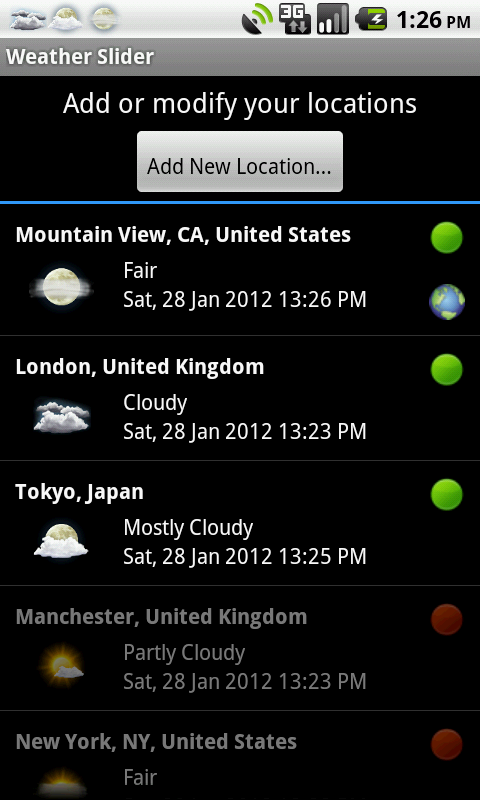 3G
1:26 PM
Weather Slider
Add or modify your locations
Add New Location...
Mountain View, CA, United States
Fair
Sat, 28 Jan 2012 13:26 PM
London, United Kingdom
Cloudy
Sat, 28 Jan 2012 13:23 PM
Tokyo, Japan
Mostly Cloudy
Sat, 28 Jan 2012 13:25 PM
Manchester, United Kingdom
Partly Cloudy
Sat, 28 Jan 2012 13:23 PM
New York, NY, United States
Fair